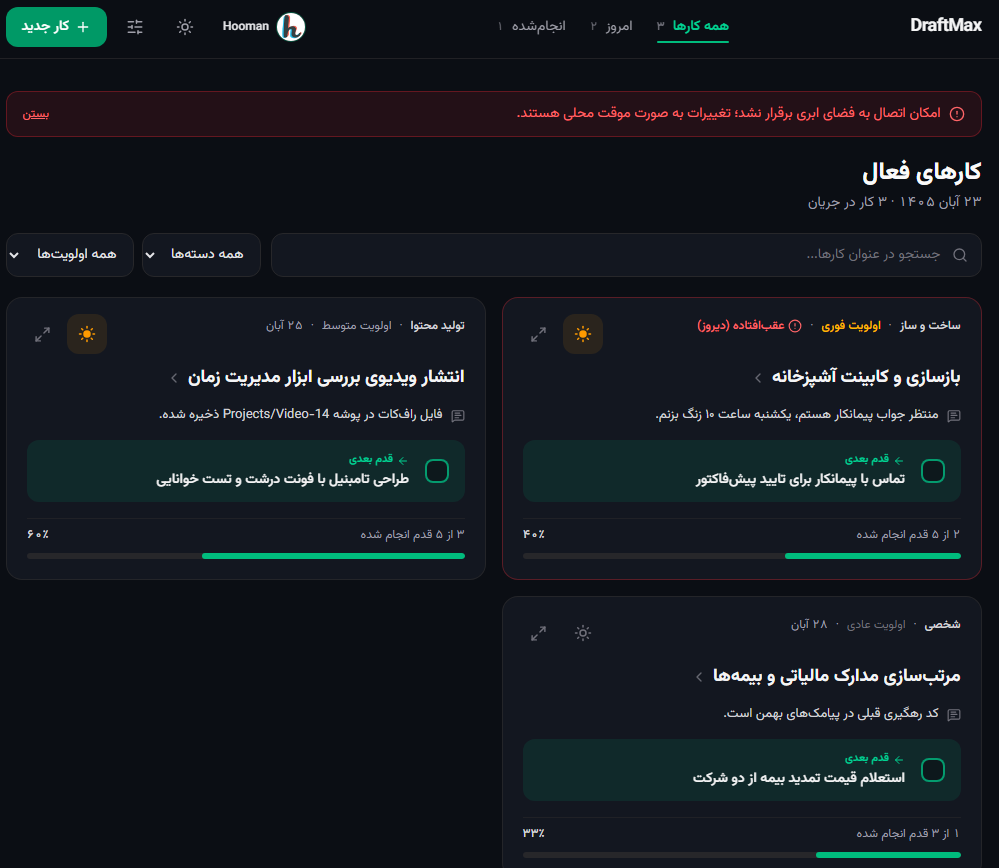 DraftMax
همه کارها ۳
امروز ۲
انجام‌شده ۱
Hooman
کار جدید +
امکان اتصال به فضای ابری برقرار نشد؛ تغییرات به صورت موقت محلی هستند.
بستن
کارهای فعال
۲۳ آبان ۱۴۰۵ · ۳ کار در جریان
جستجو در عنوان کارها...
همه دسته‌ها
همه اولویت‌ها
ساخت و ساز · اولویت فوری · عقب‌افتاده (دیروز)
بازسازی و کابینت آشپزخانه
منتظر جواب پیمانکار هستم، یکشنبه ساعت ۱۰ زنگ بزنم.
← قدم بعدی
تماس با پیمانکار برای تایید پیش‌فاکتور
۲ از ۵ قدم انجام شده
۴۰٪
تولید محتوا · اولویت متوسط · ۲۵ آبان
انتشار ویدیوی بررسی ابزار مدیریت زمان
فایل راف‌کات در پوشه Projects/Video-14 ذخیره شده.
← قدم بعدی
طراحی تامبنیل با فونت درشت و تست خوانایی
۳ از ۵ قدم انجام شده
۶۰٪
شخصی · اولویت عادی · ۲۸ آبان
مرتب‌سازی مدارک مالیاتی و بیمه‌ها
کد رهگیری قبلی در پیامک‌های بهمن است.
← قدم بعدی
استعلام قیمت تمدید بیمه از دو شرکت
۱ از ۳ قدم انجام شده
۳۳٪